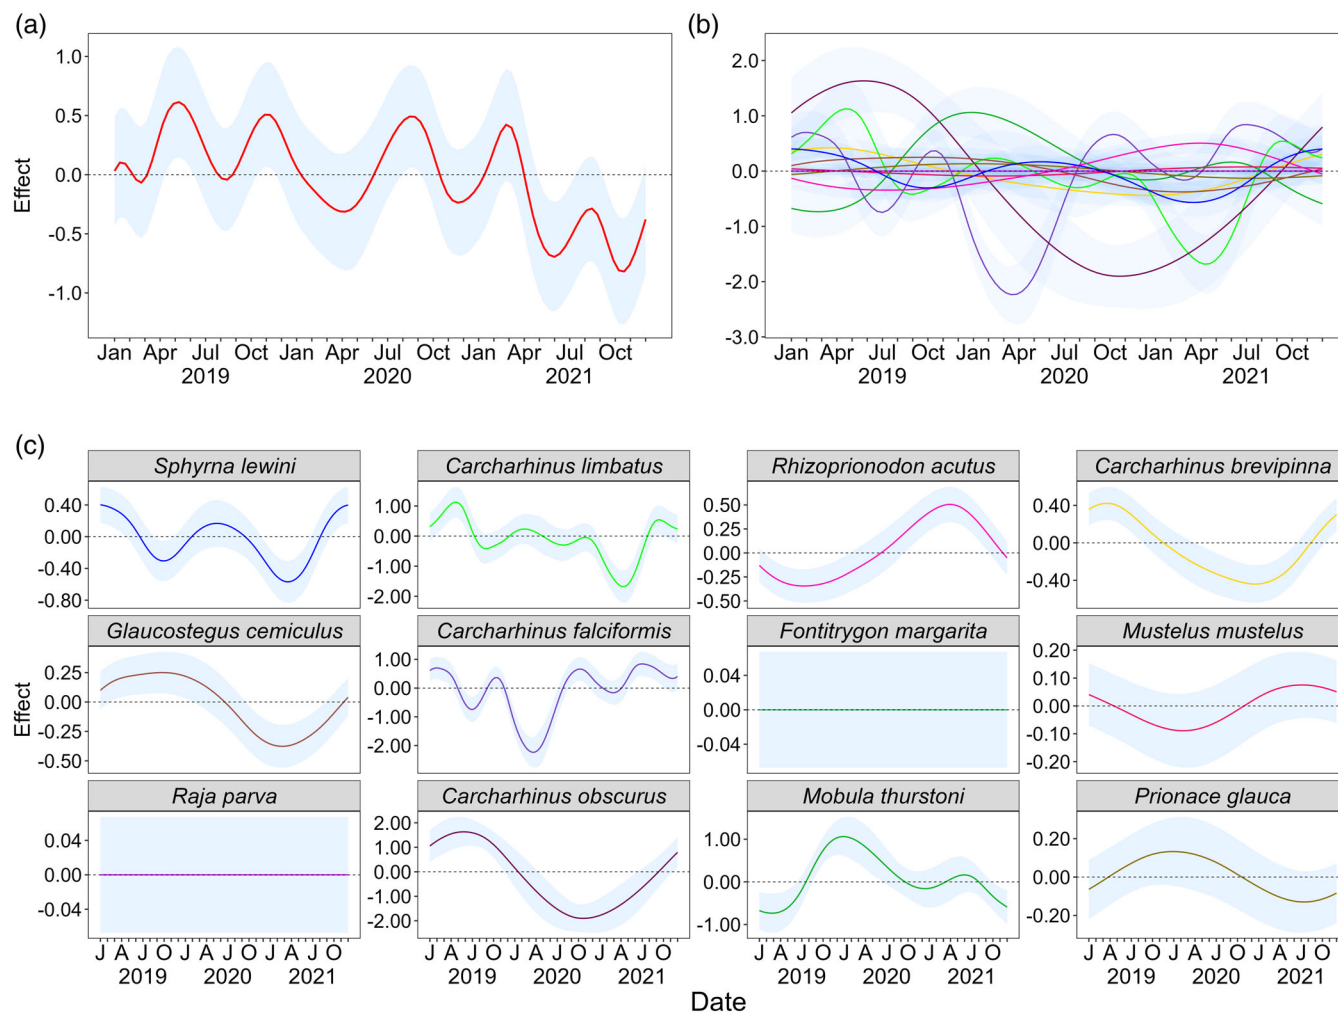 (a)
1.0
0.5
0.0
-0.5
-1.0
Effect
Jan Apr Jul Oct Jan Apr Jul Oct Jan Apr Jul Oct
2019 2020 2021
(b)
2.0
1.0
0.0
-1.0
-2.0
-3.0
Jan Apr Jul Oct Jan Apr Jul Oct Jan Apr Jul Oct
2019 2020 2021
(c)
Effect
Sphyrna lewini
0.40
0.00
-0.40
-0.80
Carcharhinus limbatus
1.00
0.00
-1.00
-2.00
Rhizoprionodon acutus
0.50
0.25
0.00
-0.25
-0.50
Carcharhinus brevipinna
0.40
0.00
-0.40
Glaucostegus cemiculus
0.25
0.00
-0.25
-0.50
Carcharhinus falciformis
1.00
0.00
-1.00
-2.00
Fontitrygon margarita
0.04
0.00
-0.04
Mustelus mustelus
0.20
0.10
0.00
-0.10
-0.20
Raja parva
0.04
0.00
-0.04
J A J O J A J O J A J O
2019 2020 2021
Carcharhinus obscurus
2.00
1.00
0.00
-1.00
-2.00
J A J O J A J O J A J O
2019 2020 2021
Mobula thurstoni
1.00
0.00
-1.00
J A J O J A J O J A J O
2019 2020 2021
Prionace glauca
0.20
0.00
-0.20
J A J O J A J O J A J O
2019 2020 2021
Date